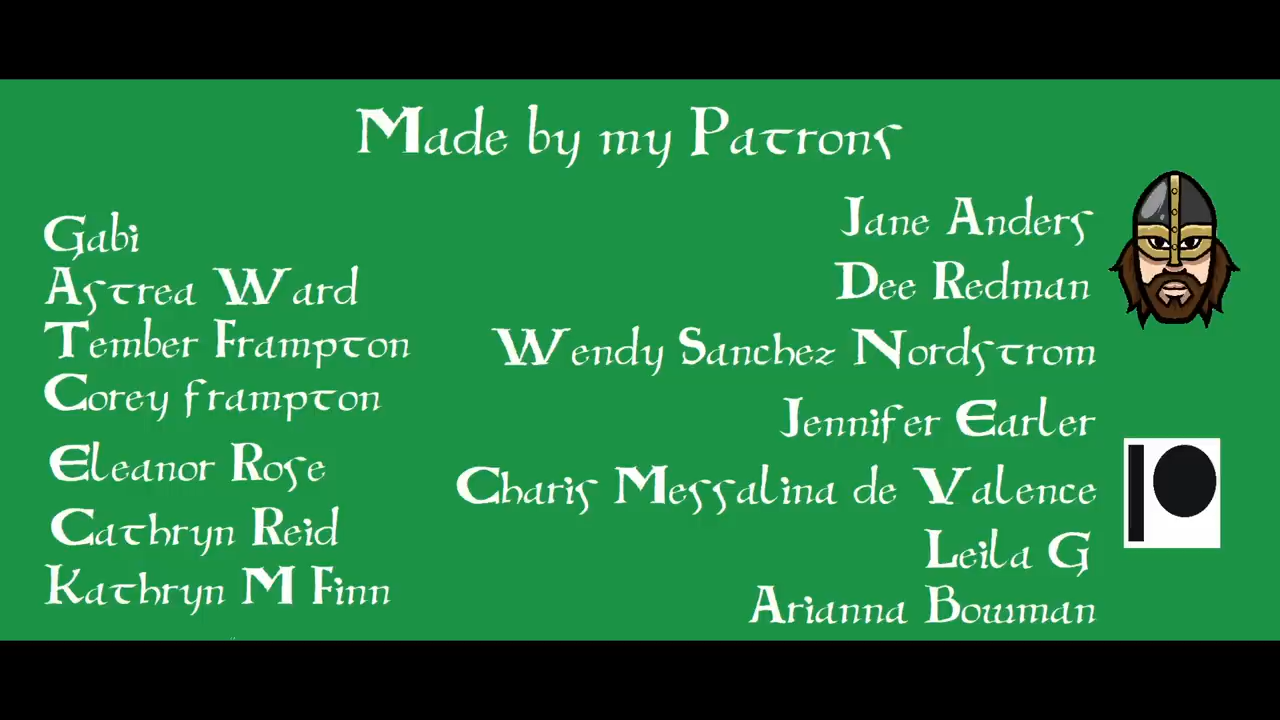 Made by my Patrons
Gabi
Astrea Ward
Tember Frampton
Corey frampton
Eleanor Rose
Cathryn Reid
Kathryn M Finn
Jane Anders
Dee Redman
Wendy Sanchez Nordstrom
Jennifer Earler
Charis Messalina de Valence
Leila G
Arianna Bowman